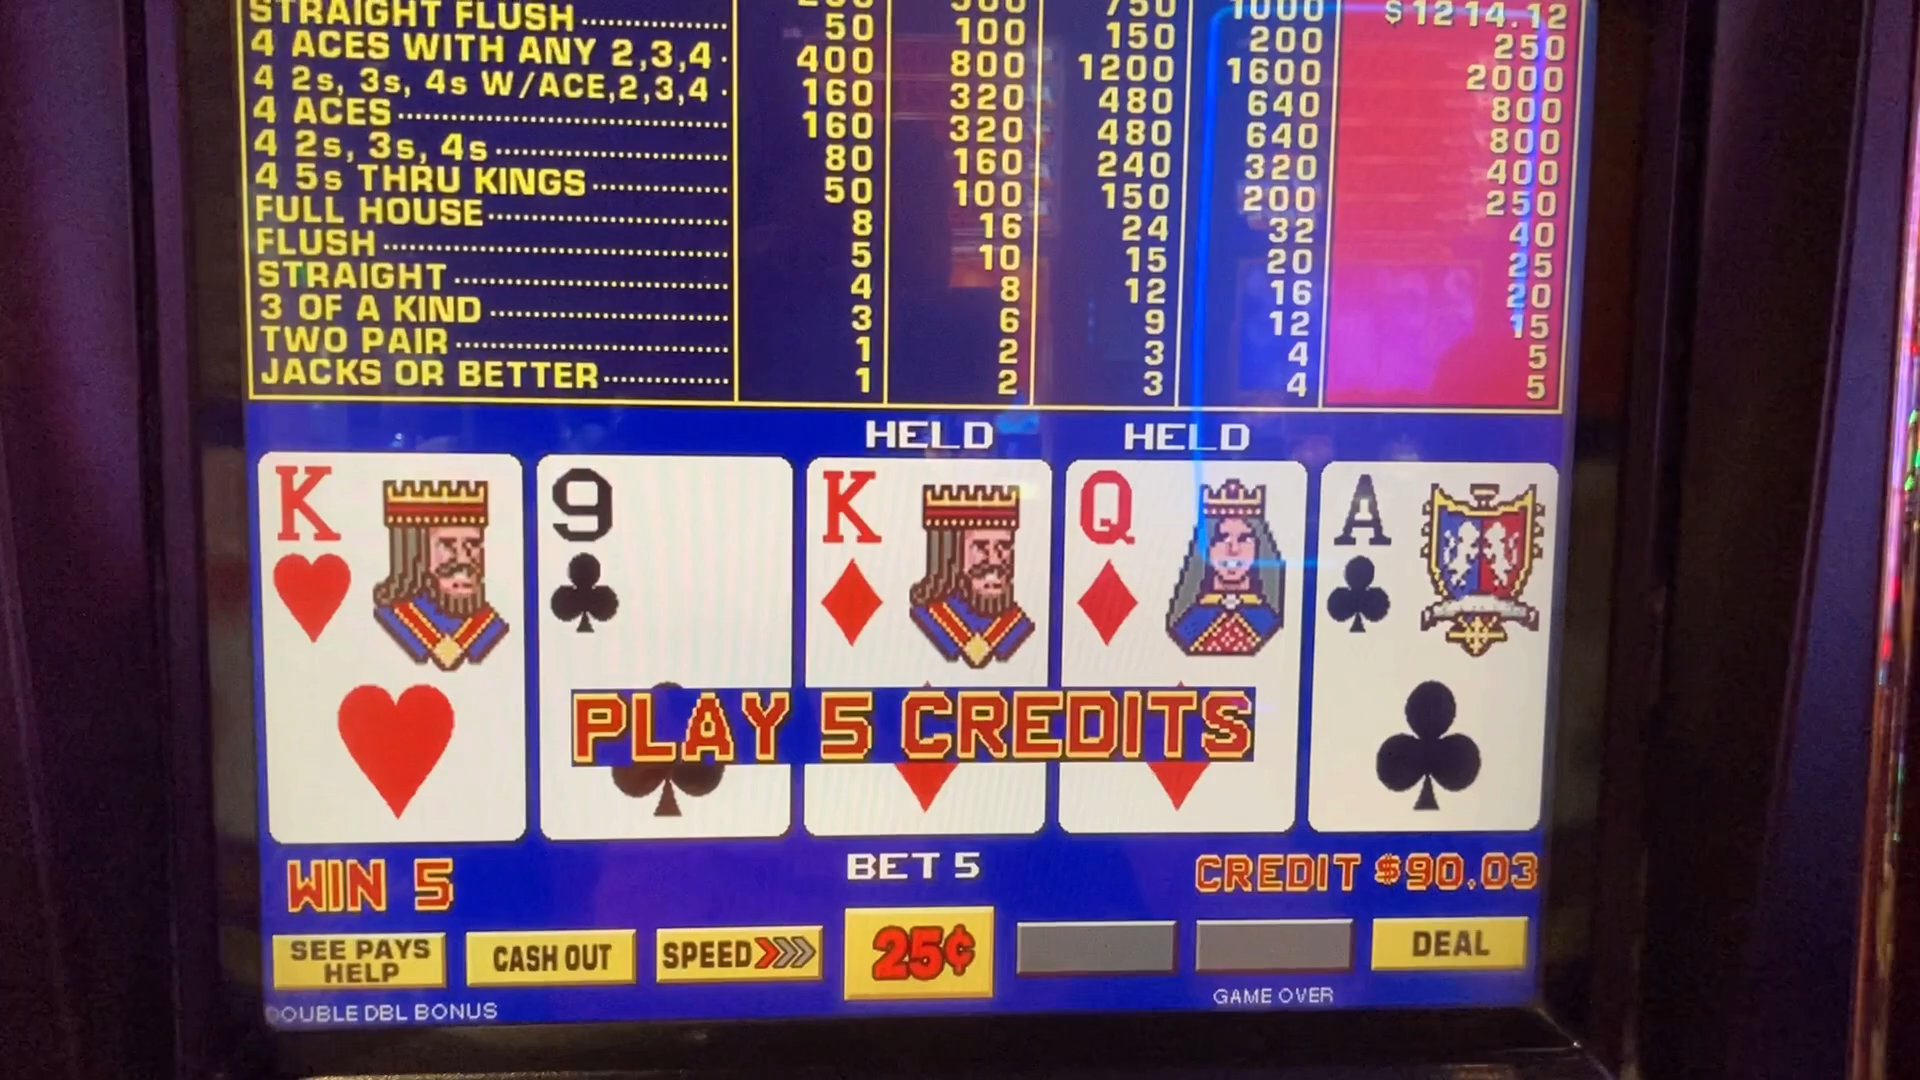 STRAIGHT FLUSH 50 100 150 200 250
4 ACES WITH ANY 2,3,4 400 800 1200 1600 2000
4 2s, 3s, 4s W/ACE,2,3,4 160 320 480 640 800
4 ACES 160 320 480 640 800
4 2s, 3s, 4s 80 160 240 320 400
4 5s THRU KINGS 50 100 150 200 250
FULL HOUSE 8 16 24 32 40
FLUSH 5 10 15 20 25
STRAIGHT 4 8 12 16 20
3 OF A KIND 3 6 9 12 15
TWO PAIR 1 2 3 4 5
JACKS OR BETTER 1 2 3 4 5
$1214.12
HELD HELD
K 9 K Q A
PLAY 5 CREDITS
WIN 5 BET 5 CREDIT $90.03
SEE PAYS
HELP
CASH OUT
SPEED
25¢
DEAL
DOUBLE DBL BONUS
GAME OVER